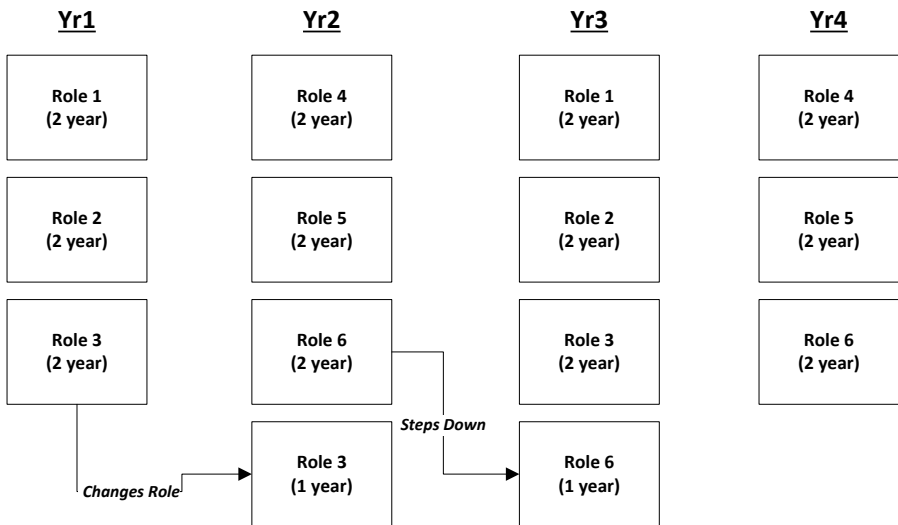 Yr1
Yr2
Yr3
Yr4
Role 1
(2 year)
Role 4
(2 year)
Role 1
(2 year)
Role 4
(2 year)
Role 2
(2 year)
Role 5
(2 year)
Role 2
(2 year)
Role 5
(2 year)
Role 3
(2 year)
Role 6
(2 year)
Role 3
(2 year)
Role 6
(2 year)
Steps Down
Role 3
(1 year)
Role 6
(1 year)
Changes Role